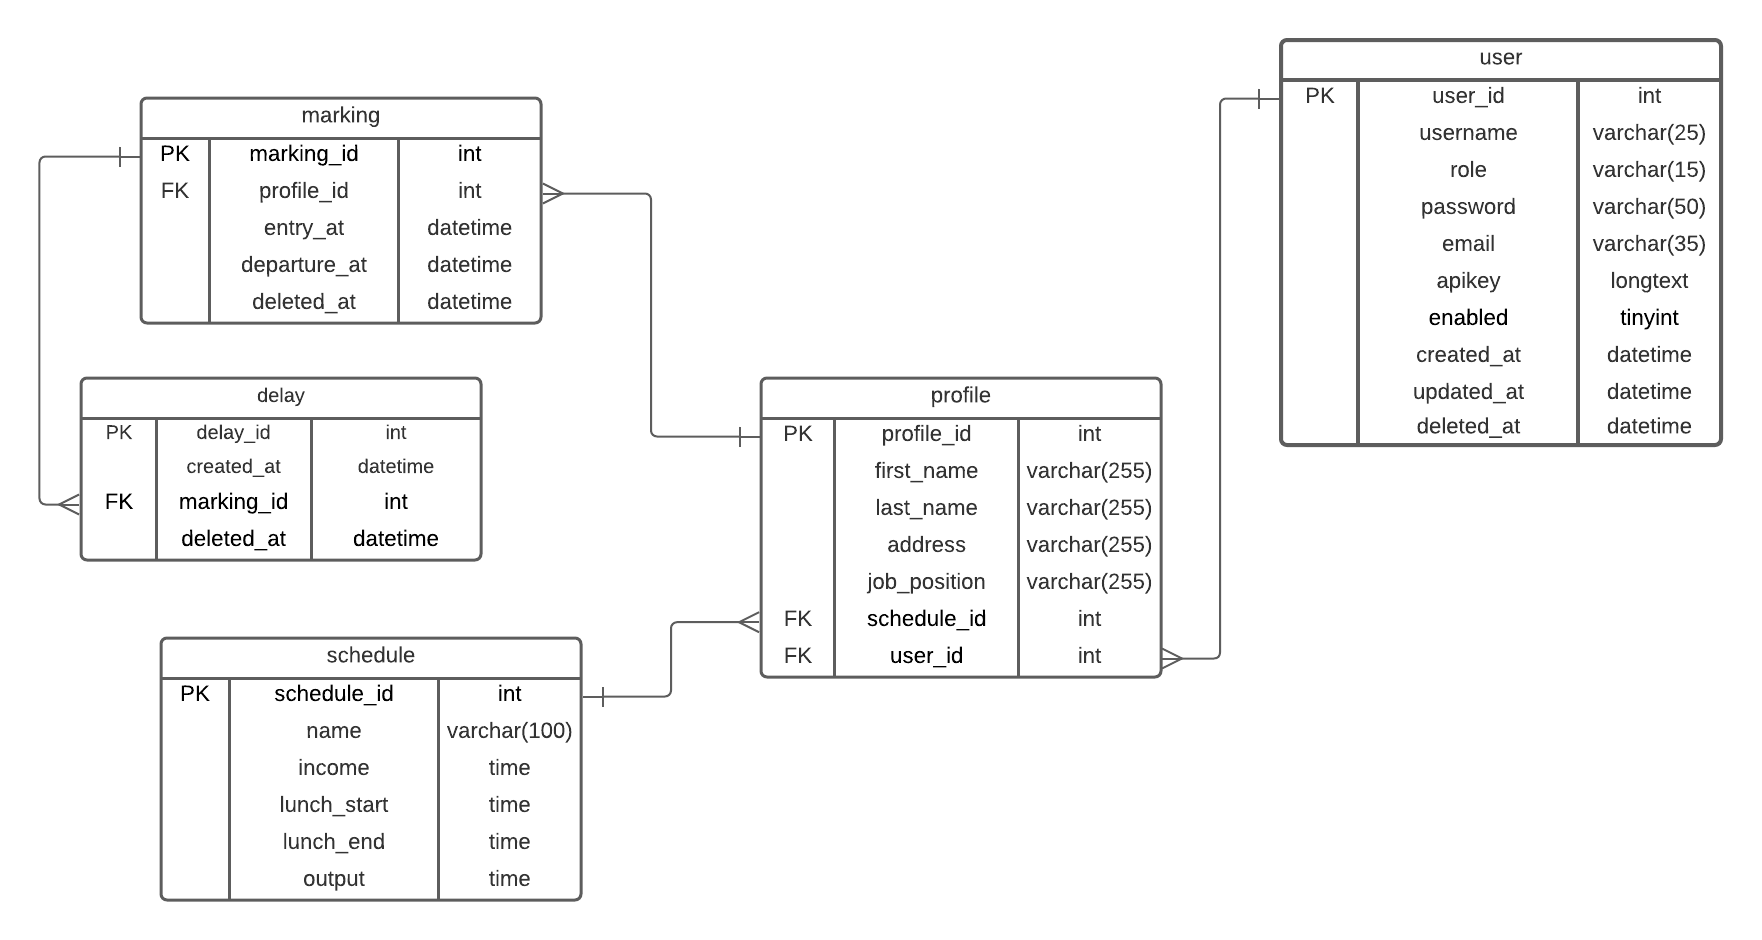 user
PK user_id int
username varchar(25)
role varchar(15)
password varchar(50)
email varchar(35)
apikey longtext
enabled tinyint
created_at datetime
updated_at datetime
deleted_at datetime
marking
PK marking_id int
FK profile_id int
entry_at datetime
departure_at datetime
deleted_at datetime
delay
PK delay_id int
created_at datetime
FK marking_id int
deleted_at datetime
profile
PK profile_id int
first_name varchar(255)
last_name varchar(255)
address varchar(255)
job_position varchar(255)
FK schedule_id int
FK user_id int
schedule
PK schedule_id int
name varchar(100)
income time
lunch_start time
lunch_end time
output time